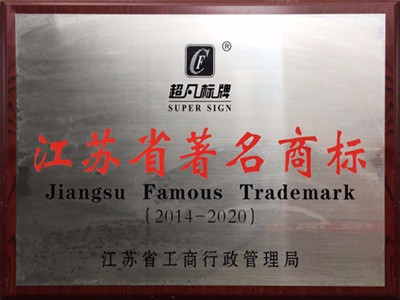 CF®
超凡标牌
SUPER SIGN
江苏省著名商标
Jiangsu Famous Trademark
(2014-2020)
江苏省工商行政管理局